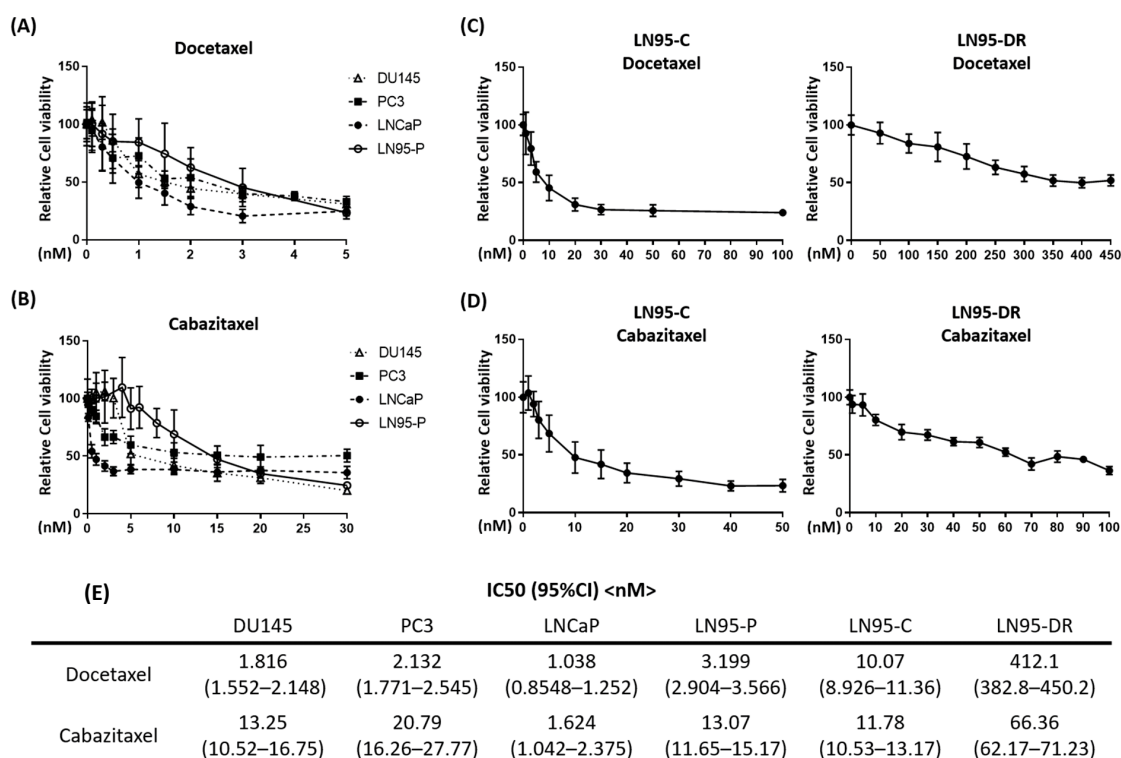 (A)
Docetaxel
Relative Cell viability
150
100
50
0
(nM)
0 1 2 3 4 5
DU145
PC3
LNCaP
LN95-P
(C)
LN95-C
Docetaxel
Relative Cell viability
150
100
50
0
(nM)
0 10 20 30 40 50 60 70 80 90 100
LN95-DR
Docetaxel
Relative Cell viability
150
100
50
0
0 50 100 150 200 250 300 350 400 450
(B)
Cabazitaxel
Relative Cell viability
150
100
50
0
(nM)
0 5 10 15 20 30
DU145
PC3
LNCaP
LN95-P
(D)
LN95-C
Cabazitaxel
Relative Cell viability
150
100
50
0
(nM)
0 10 20 30 40 50
LN95-DR
Cabazitaxel
Relative Cell viability
150
100
50
0
0 10 20 30 40 50 60 70 80 90 100
(E)
IC50 (95%CI) <nM>
DU145 PC3 LNCaP LN95-P LN95-C LN95-DR
Docetaxel
1.816 2.132 1.038 3.199 10.07 412.1
(1.552–2.148) (1.771–2.545) (0.8548–1.252) (2.904–3.566) (8.926–11.36) (382.8–450.2)
Cabazitaxel
13.25 20.79 1.624 13.07 11.78 66.36
(10.52–16.75) (16.26–27.77) (1.042–2.375) (11.65–15.17) (10.53–13.17) (62.17–71.23)